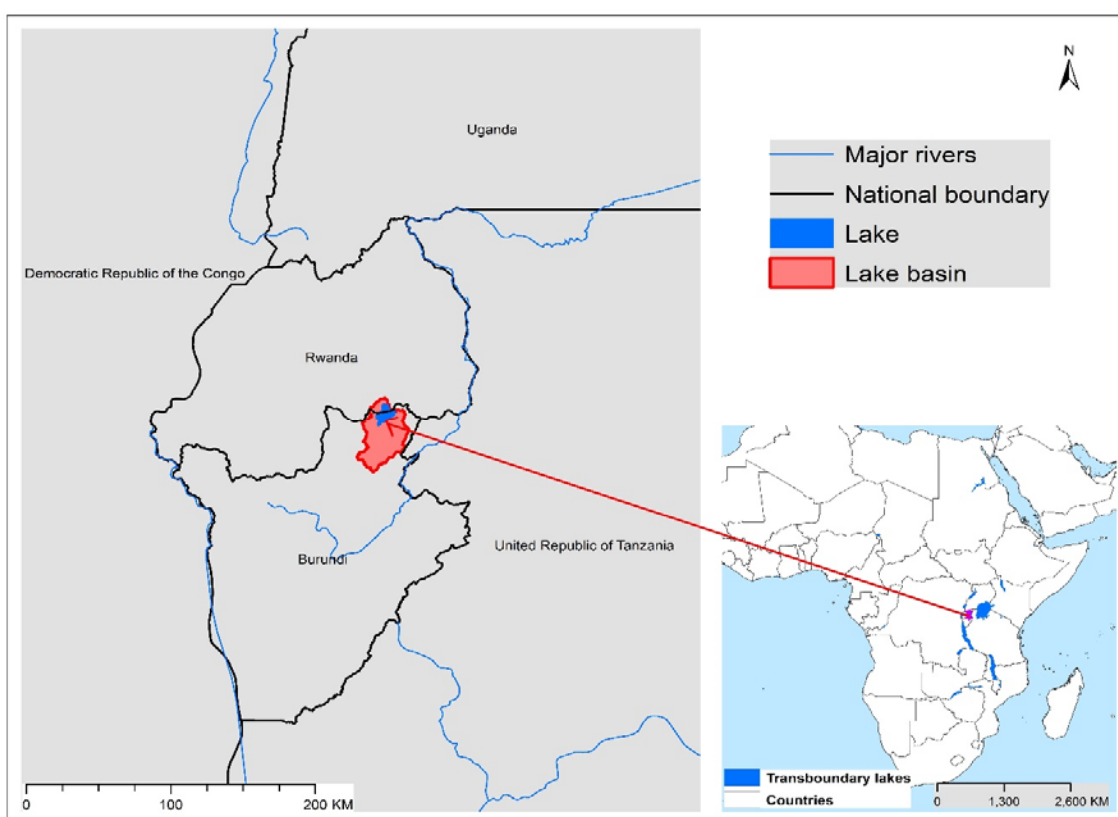 N
Uganda
Major rivers
National boundary
Lake
Lake basin
Democratic Republic of the Congo
Rwanda
United Republic of Tanzania
Burundi
0 100 200 KM
Transboundary lakes
Countries
0 1,300 2,600 KM